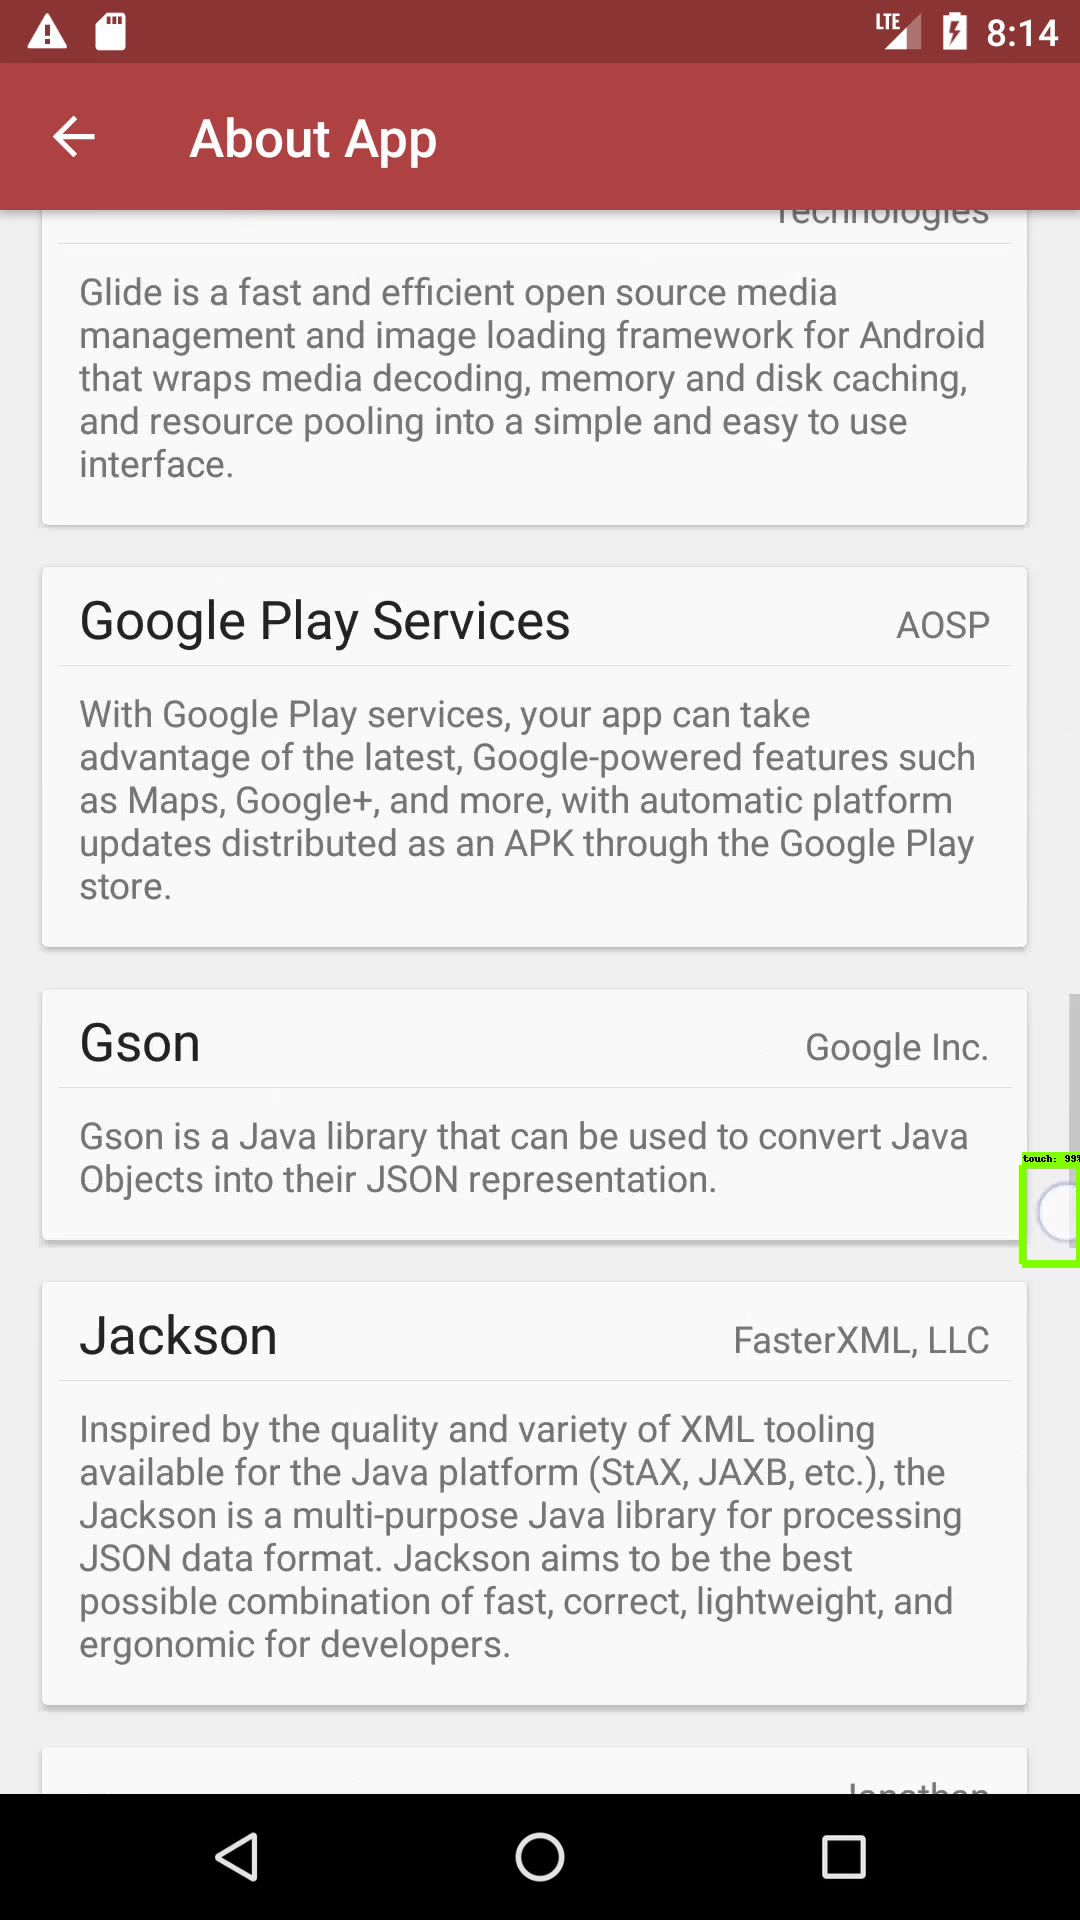 LTE 8:14
About App
Technologies
Glide is a fast and efficient open source media
management and image loading framework for Android
that wraps media decoding, memory and disk caching,
and resource pooling into a simple and easy to use
interface.
Google Play Services AOSP
With Google Play services, your app can take
advantage of the latest, Google-powered features such
as Maps, Google+, and more, with automatic platform
updates distributed as an APK through the Google Play
store.
Gson Google Inc.
Gson is a Java library that can be used to convert Java
Objects into their JSON representation.
touch: 99%
Jackson FasterXML, LLC
Inspired by the quality and variety of XML tooling
available for the Java platform (StAX, JAXB, etc.), the
Jackson is a multi-purpose Java library for processing
JSON data format. Jackson aims to be the best
possible combination of fast, correct, lightweight, and
ergonomic for developers.
Jonathan